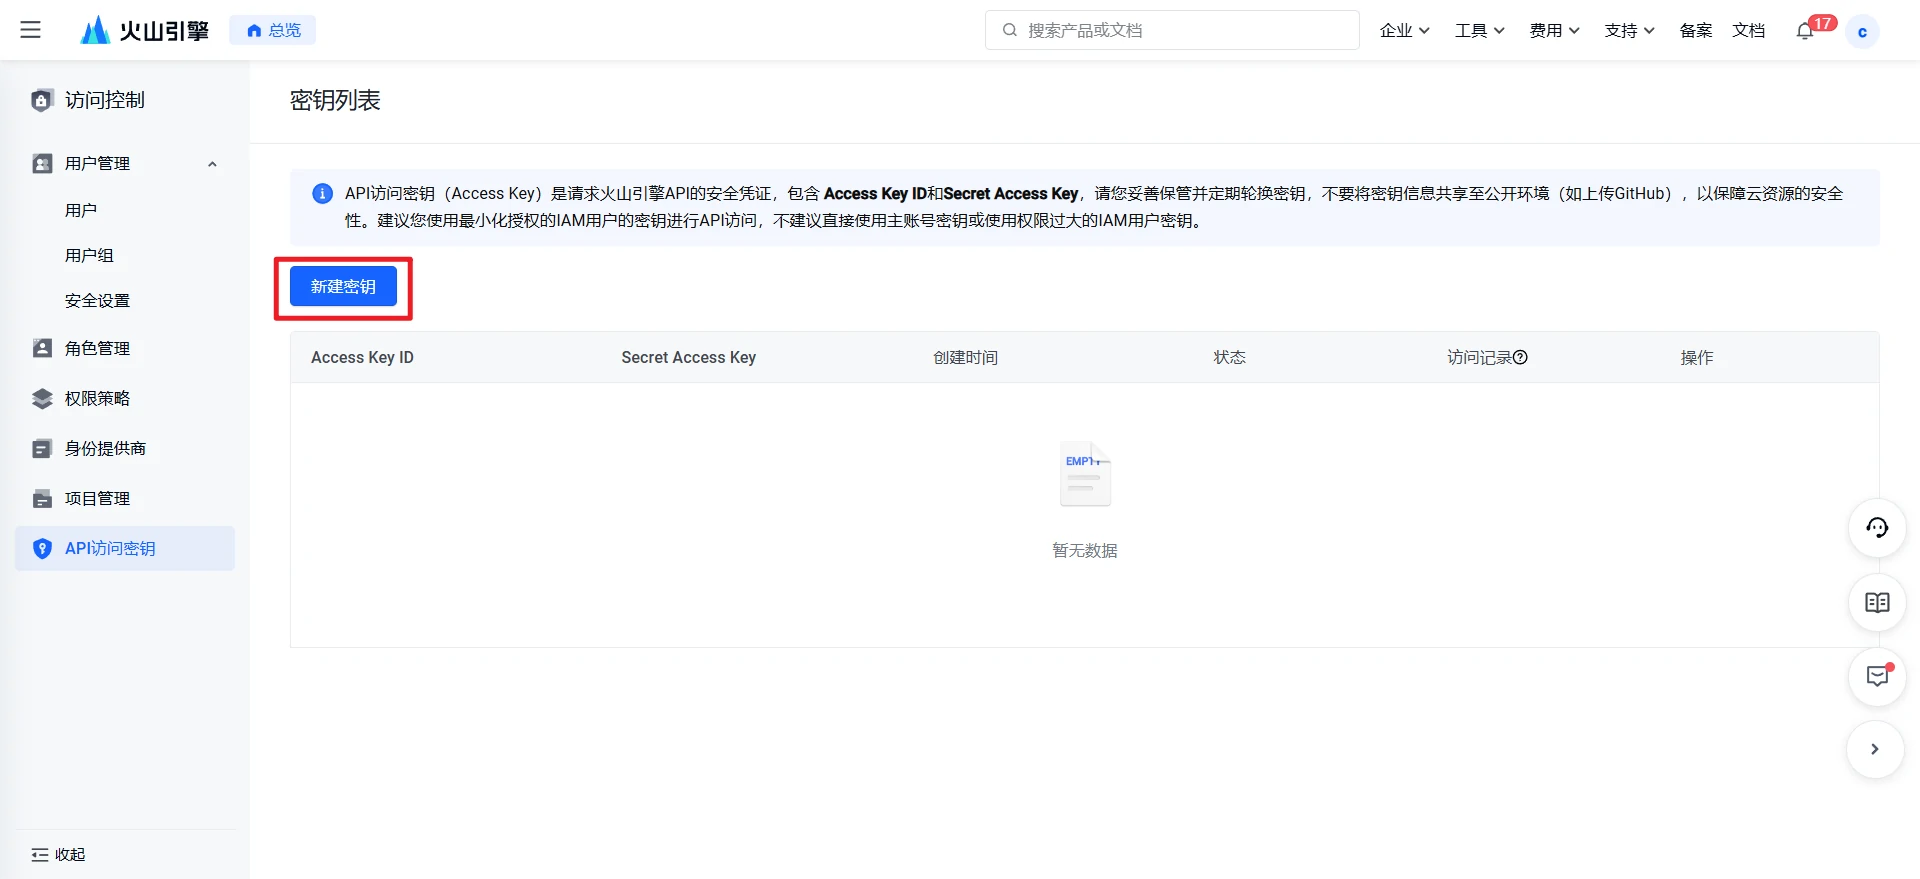 火山引擎
总览
搜索产品或文档
企业
工具
费用
支持
备案
文档
17
c
访问控制
用户管理
用户
用户组
安全设置
角色管理
权限策略
身份提供商
项目管理
API访问密钥
收起
密钥列表
API访问密钥（Access Key）是请求火山引擎API的安全凭证，包含 Access Key ID和Secret Access Key，请您妥善保管并定期轮换密钥，不要将密钥信息共享至公开环境（如上传GitHub），以保障云资源的安全
性。建议您使用最小化授权的IAM用户的密钥进行API访问，不建议直接使用主账号密钥或使用权限过大的IAM用户密钥。
新建密钥
Access Key ID
Secret Access Key
创建时间
状态
访问记录
操作
EMPTY
暂无数据